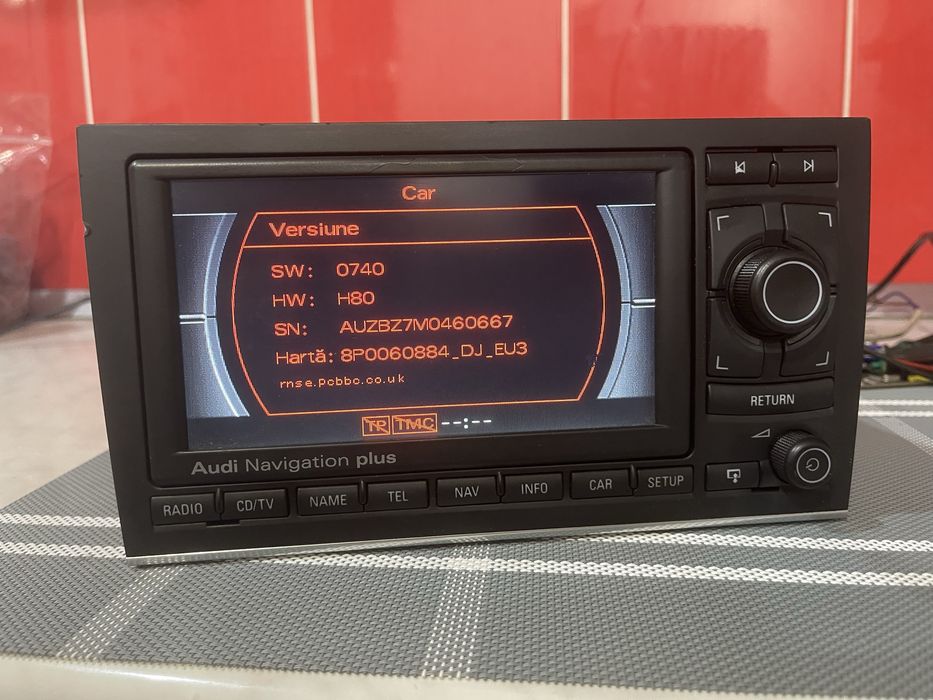 Car
Versiune
SW: 0740
HW: H80
SN: AUZBZ7M0460667
Hartă: 8P0060884_DJ_EU3
rnse.pcbbc.co.uk
TP TMC --:--
Audi Navigation plus
RADIO CD/TV NAME TEL NAV INFO CAR SETUP
RETURN